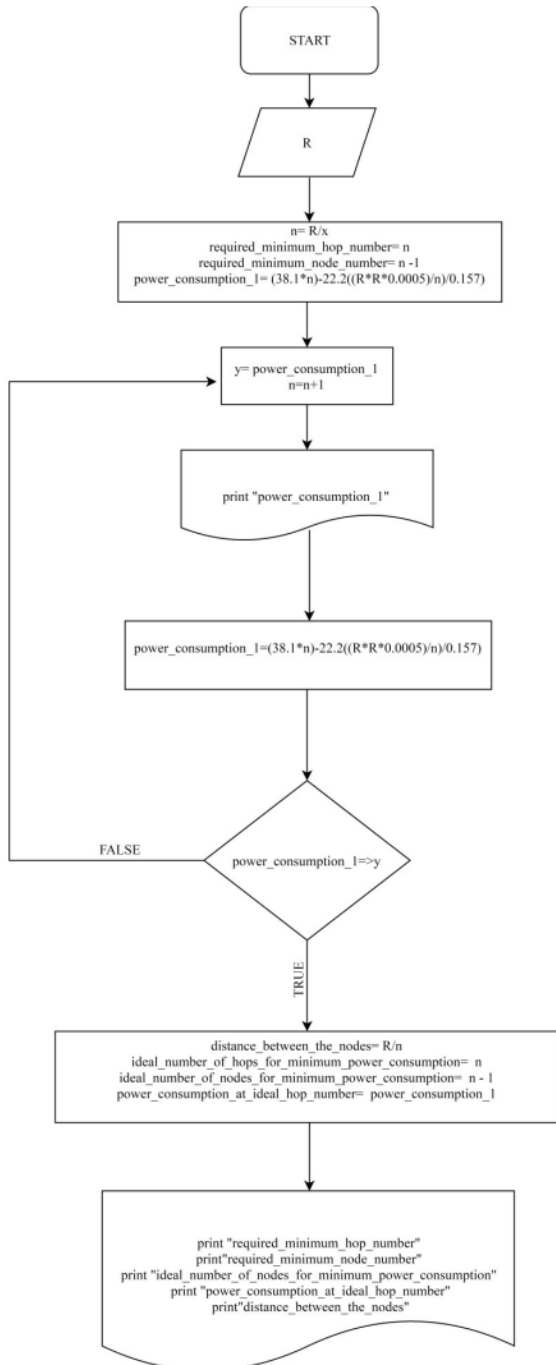 START
R
n= R/x
required_minimum_hop_number= n
required_minimum_node_number= n -1
power_consumption_1= (38.1*n)-22.2((R*R*0.0005)/n)/0.157)
y= power_consumption_1
n=n+1
print "power_consumption_1"
power_consumption_1=(38.1*n)-22.2((R*R*0.0005)/n)/0.157)
power_consumption_1=>y
FALSE
TRUE
distance_between_the_nodes= R/n
ideal_number_of_hops_for_minimum_power_consumption= n
ideal_number_of_nodes_for_minimum_power_consumption= n - 1
power_consumption_at_ideal_hop_number= power_consumption_1
print "required_minimum_hop_number"
print"required_minimum_node_number"
print "ideal_number_of_nodes_for_minimum_power_consumption"
print "power_consumption_at_ideal_hop_number"
print"distance_between_the_nodes"